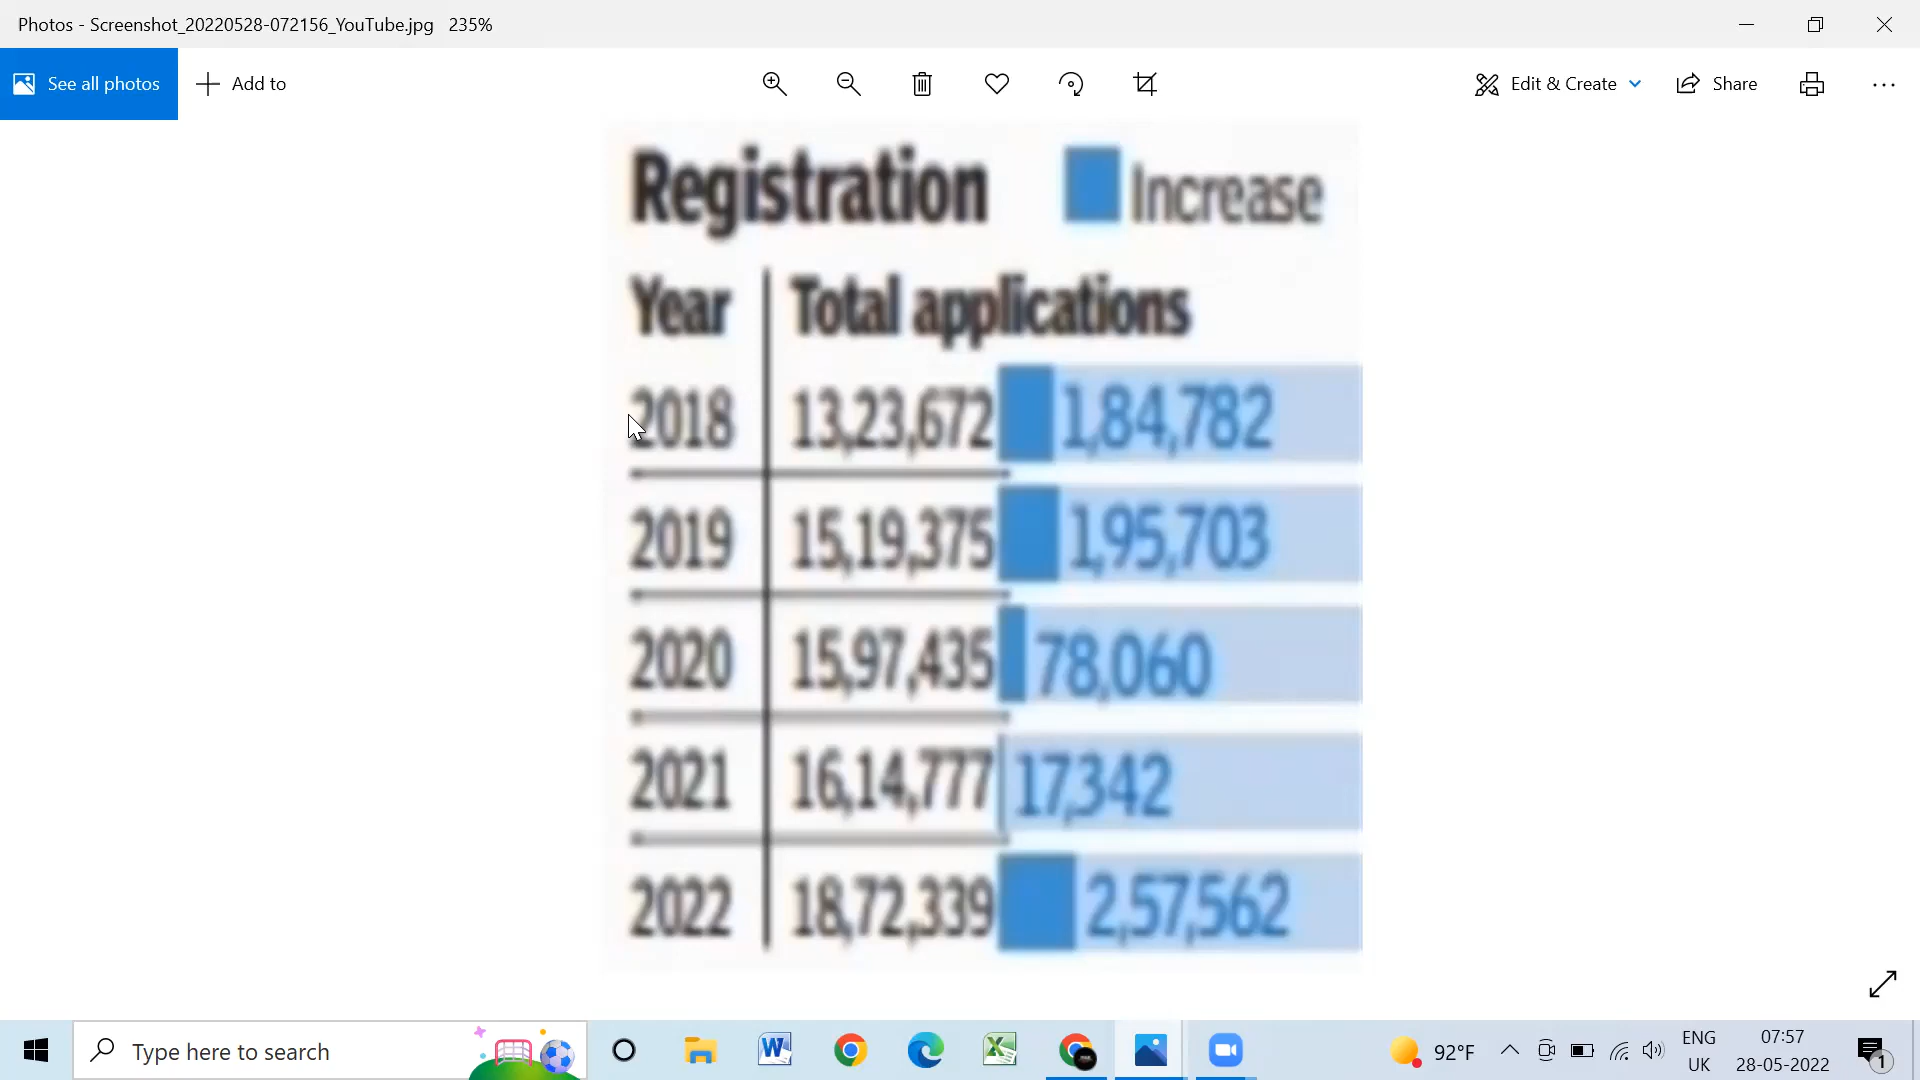 Photos - Screenshot_20220528-072156_YouTube.jpg 235%
See all photos
Add to
Edit & Create
Share
Registration Increase
Year Total applications
2018 13,23,672 1,84,782
2019 15,19,375 1,95,703
2020 15,97,435 78,060
2021 16,14,777 17,342
2022 18,72,339 2,57,562
Type here to search
92°F
ENG
UK
07:57
28-05-2022
1